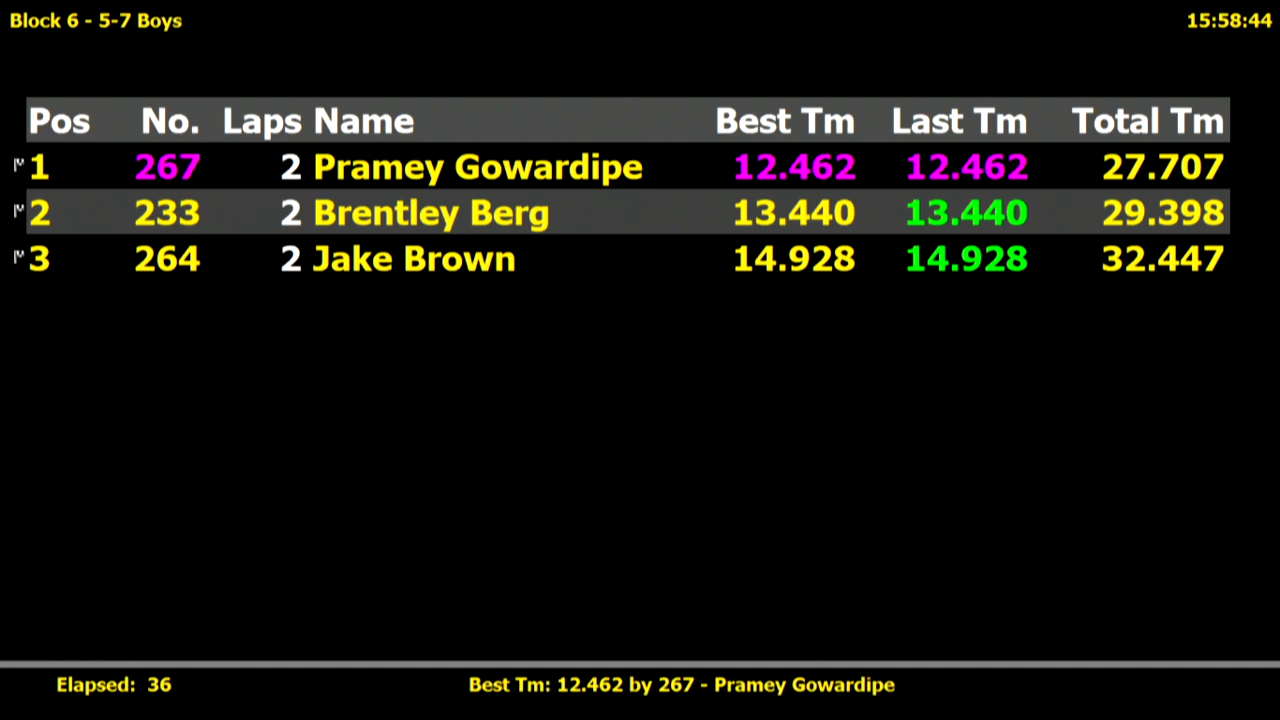 Block 6 - 5-7 Boys 15:58:44
Pos No. Laps Name Best Tm Last Tm Total Tm
1 267 2 Pramey Gowardipe 12.462 12.462 27.707
2 233 2 Brentley Berg 13.440 13.440 29.398
3 264 2 Jake Brown 14.928 14.928 32.447
Elapsed: 36 Best Tm: 12.462 by 267 - Pramey Gowardipe